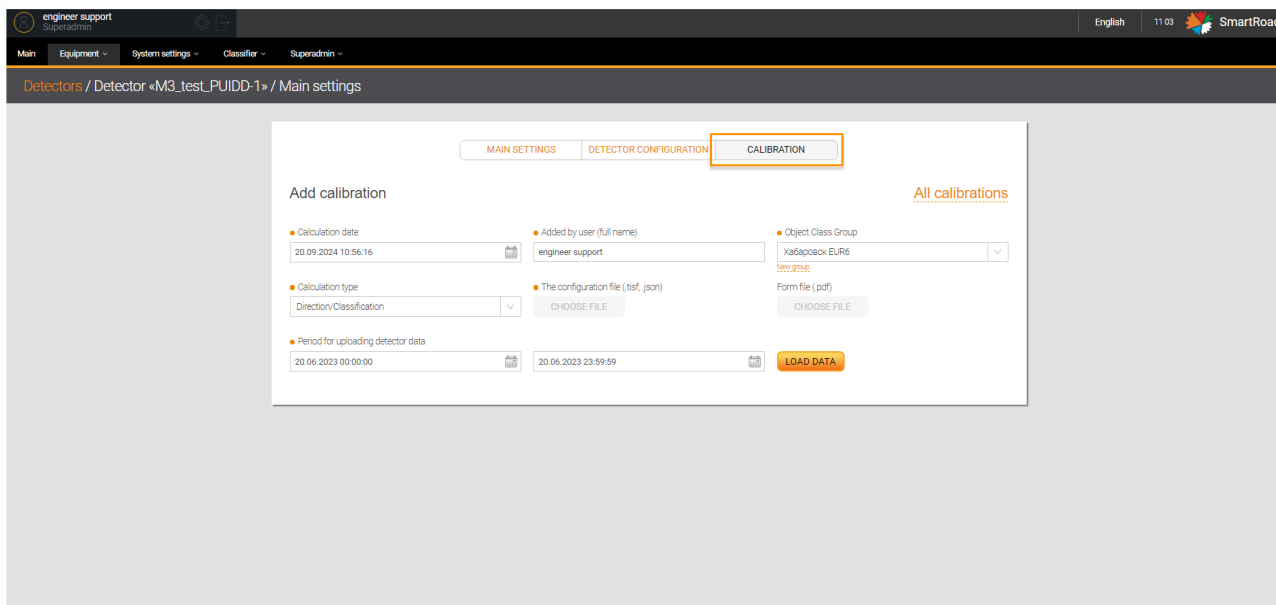 engineer support
Superadmin
English
11 03
SmartRoad
Main
Equipment
System settings
Classifier
Superadmin
Detectors / Detector «M3_test_PUIDD-1» / Main settings
MAIN SETTINGS
DETECTOR CONFIGURATION
CALIBRATION
Add calibration
All calibrations
Calculation date
Added by user (full name)
Object Class Group
20.09.2024 10:56:16
engineer support
Хабаровск EUR6
New group
Calculation type
The configuration file (.tisf, .json)
Form file (.pdf)
Direction/Classification
CHOOSE FILE
CHOOSE FILE
Period for uploading detector data
20.06.2023 00:00:00
20.06.2023 23:59:59
LOAD DATA